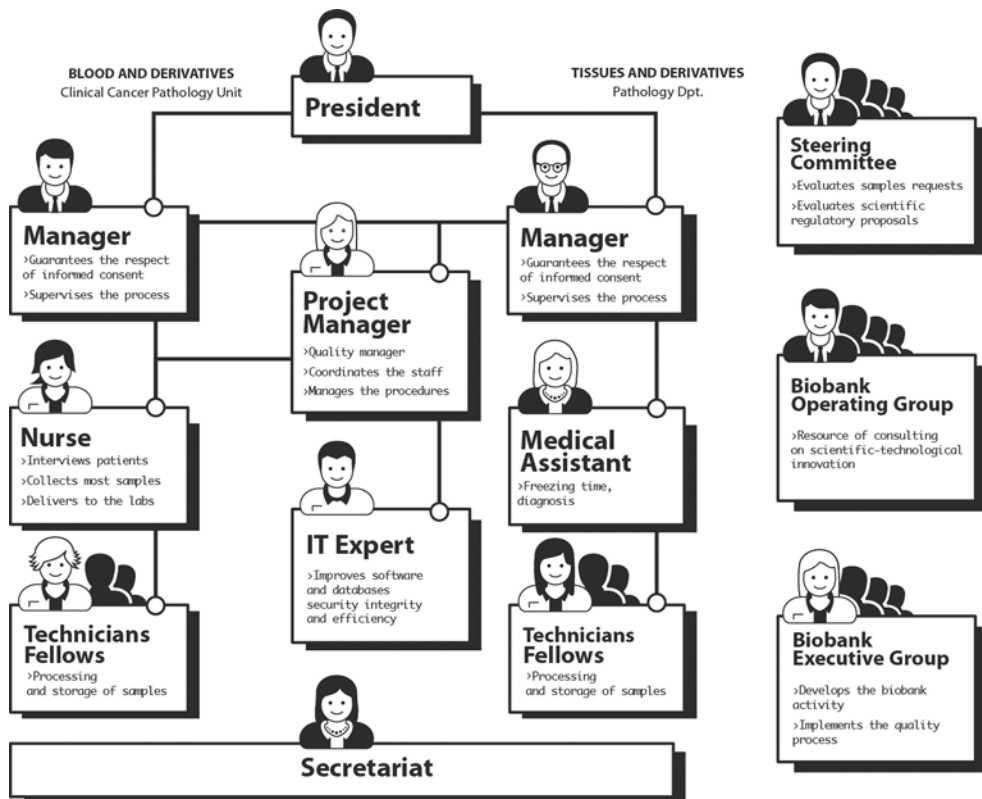 BLOOD AND DERIVATIVES
Clinical Cancer Pathology Unit
President
TISSUES AND DERIVATIVES
Pathology Dpt.
Manager
›Guarantees the respect
of informed consent
›Supervises the process
Project
Manager
›Quality manager
›Coordinates the staff
›Manages the procedures
Manager
›Guarantees the respect
of informed consent
›Supervises the process
Nurse
›Interviews patients
›Collects most samples
›Delivers to the labs
IT Expert
›Improves software
and databases
security integrity
and efficiency
Medical
Assistant
›Freezing time,
diagnosis
Technicians
Fellows
›Processing
and storage of samples
Technicians
Fellows
›Processing
and storage of samples
Secretariat
Steering
Committee
›Evaluates samples requests
›Evaluates scientific
regulatory proposals
Biobank
Operating Group
›Resource of consulting
on scientific-technological
innovation
Biobank
Executive Group
›Develops the biobank
activity
›Implements the quality
process